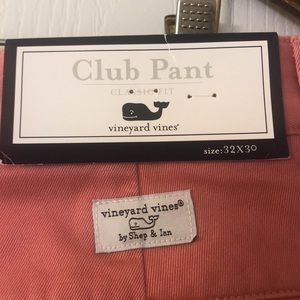 Club Pant
CLASSIC FIT
vineyard vines®
size: 32X30
vineyard vines®
by Shep & Ian